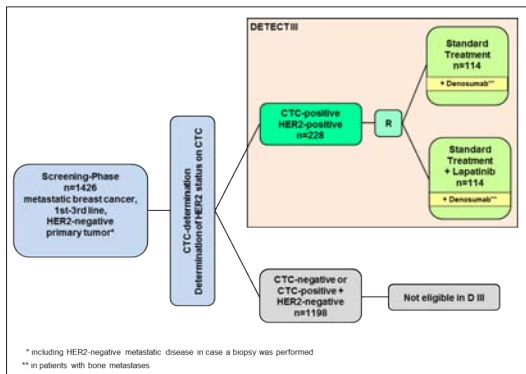 DETECT III
Standard
Treatment
n=114
+ Denosumab**
CTC-positive
HER2-positive
n=228
R
Standard
Treatment
+ Lapatinib
n=114
+ Denosumab**
Screening-Phase
n=1426
metastatic breast cancer,
1st-3rd line,
HER2-negative
primary tumor*
CTC-determination
Determination of HER2 status on CTC
CTC-negative or
CTC-positive +
HER2-negative
n=1198
Not eligible in D III
* including HER2-negative metastatic disease in case a biopsy was performed
** in patients with bone metastases